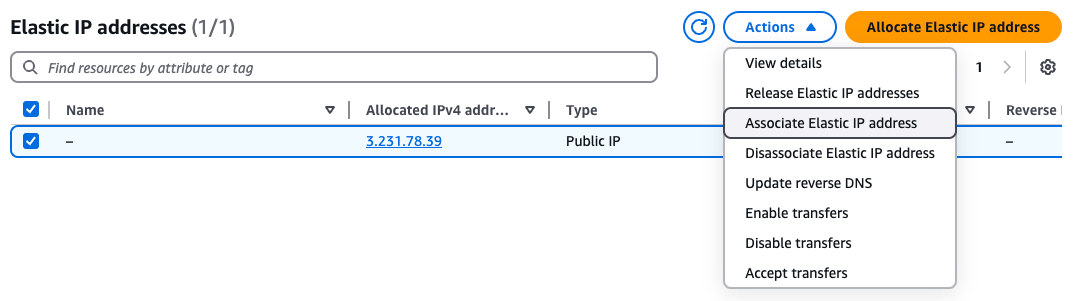 Elastic IP addresses (1/1)
Actions
Allocate Elastic IP address
Find resources by attribute or tag
1
View details
Release Elastic IP addresses
Associate Elastic IP address
Disassociate Elastic IP address
Update reverse DNS
Enable transfers
Disable transfers
Accept transfers
Name
Allocated IPv4 addr...
Type
Reverse
–
3.231.78.39
Public IP
–